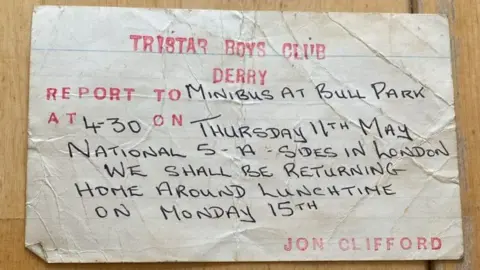 TRISTAR BOYS CLUB
DERRY
REPORT TO MINIBUS AT BULL PARK
AT 4-30 ON THURSDAY 11TH MAY
NATIONAL 5-A-SIDES IN LONDON
WE SHALL BE RETURNING
HOME AROUND LUNCHTIME
ON MONDAY 15TH
JON CLIFFORD